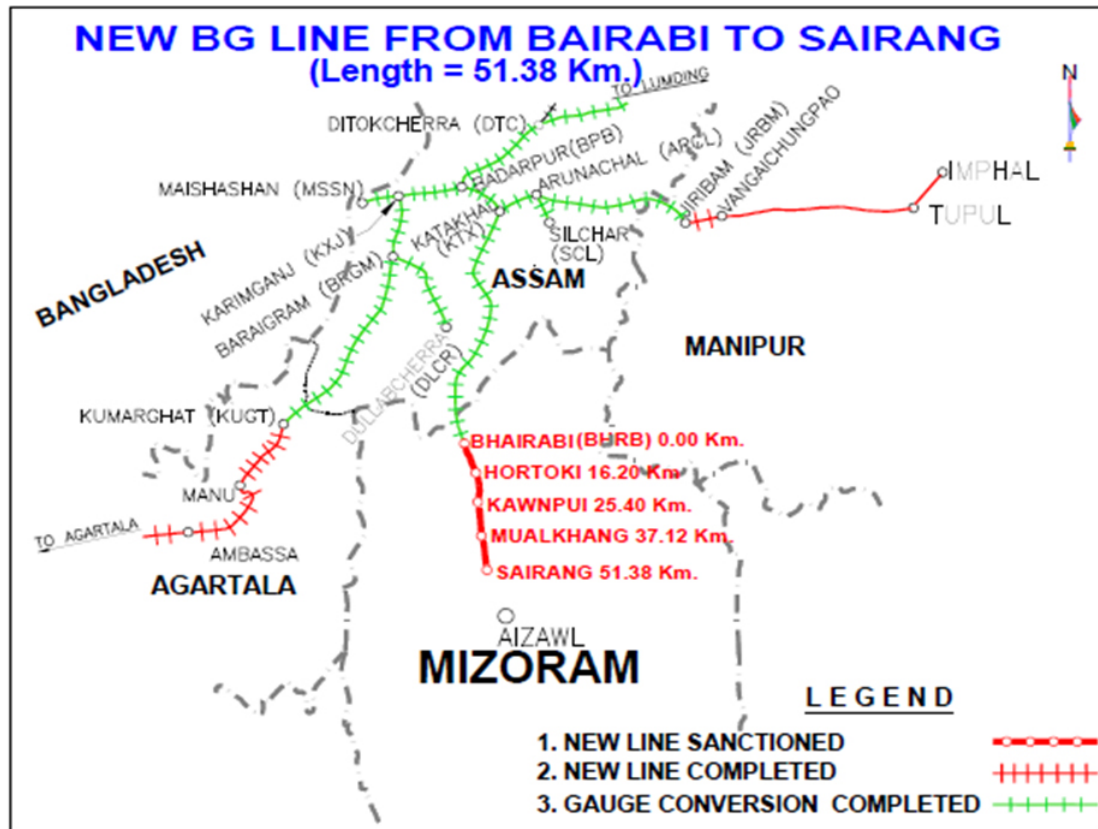 NEW BG LINE FROM BAIRABI TO SAIRANG
(Length = 51.38 Km.)
TO LUMDING
N
DITOKCHERRA (DTC)
BADARPUR(BPB)
ARUNACHAL (ARCL)
MAISHASHAN (MSSN)
JIRIBAM (JRBM)
VANGAICHUNGPAO
IMPHAL
TUPUL
KATAKHAL
(KTX)
SILCHAR
(SCL)
KARIMGANJ (KXJ)
BARAIGRAM (BRGM)
BANGLADESH
ASSAM
MANIPUR
DULLABCHERRA
(DLCR)
KUMARGHAT (KUGT)
BHAIRABI(BHRB) 0.00 Km.
HORTOKI 16.20 Km
MANU
KAWNPUI 25.40 Km.
TO AGARTALA
MUALKHANG 37.12 Km.
AMBASSA
SAIRANG 51.38 Km.
AGARTALA
AIZAWL
MIZORAM
LEGEND
1. NEW LINE SANCTIONED
2. NEW LINE COMPLETED
3. GAUGE CONVERSION COMPLETED